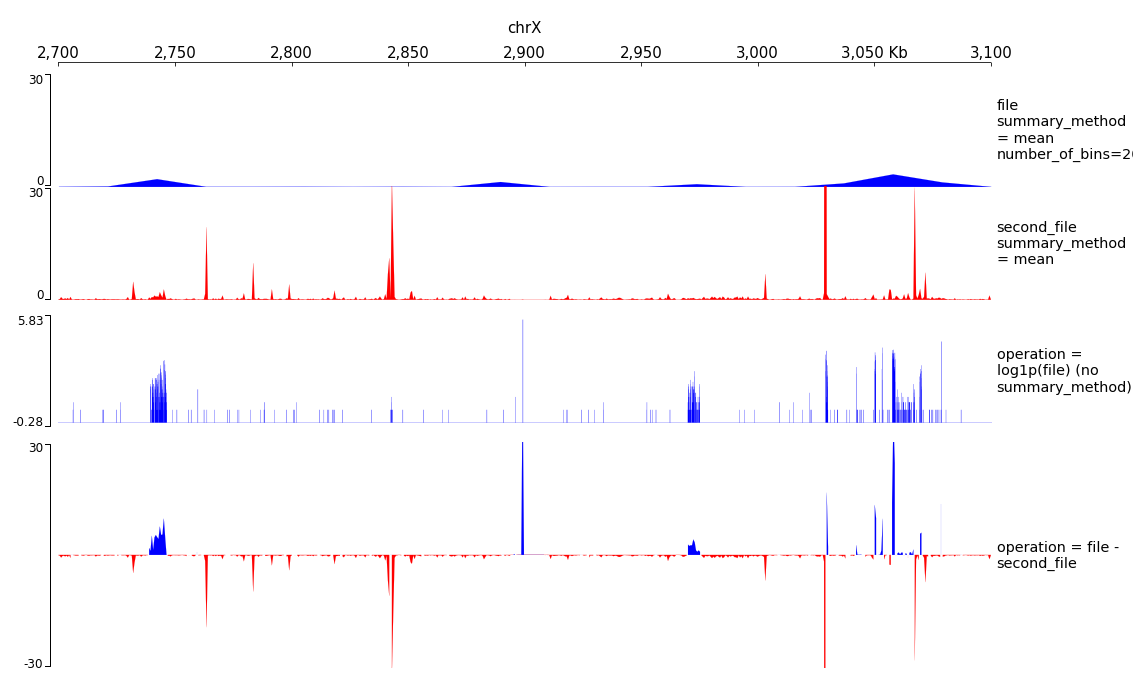 chrX
2,700 2,750 2,800 2,850 2,900 2,950 3,000 3,050 Kb 3,100
30
file
summary_method
= mean
number_of_bins=20
0
30
second_file
summary_method
= mean
0
5.83
operation =
log1p(file) (no
summary_method)
-0.28
30
operation = file -
second_file
-30